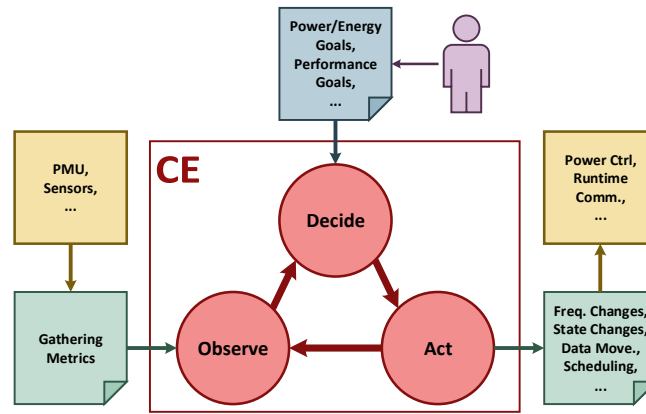 Power/Energy
Goals,
Performance
Goals,
...
PMU,
Sensors,
...
CE
Power Ctrl,
Runtime
Comm.,
...
Decide
Gathering
Metrics
Observe
Act
Freq. Changes,
State Changes,
Data Move.,
Scheduling,
...